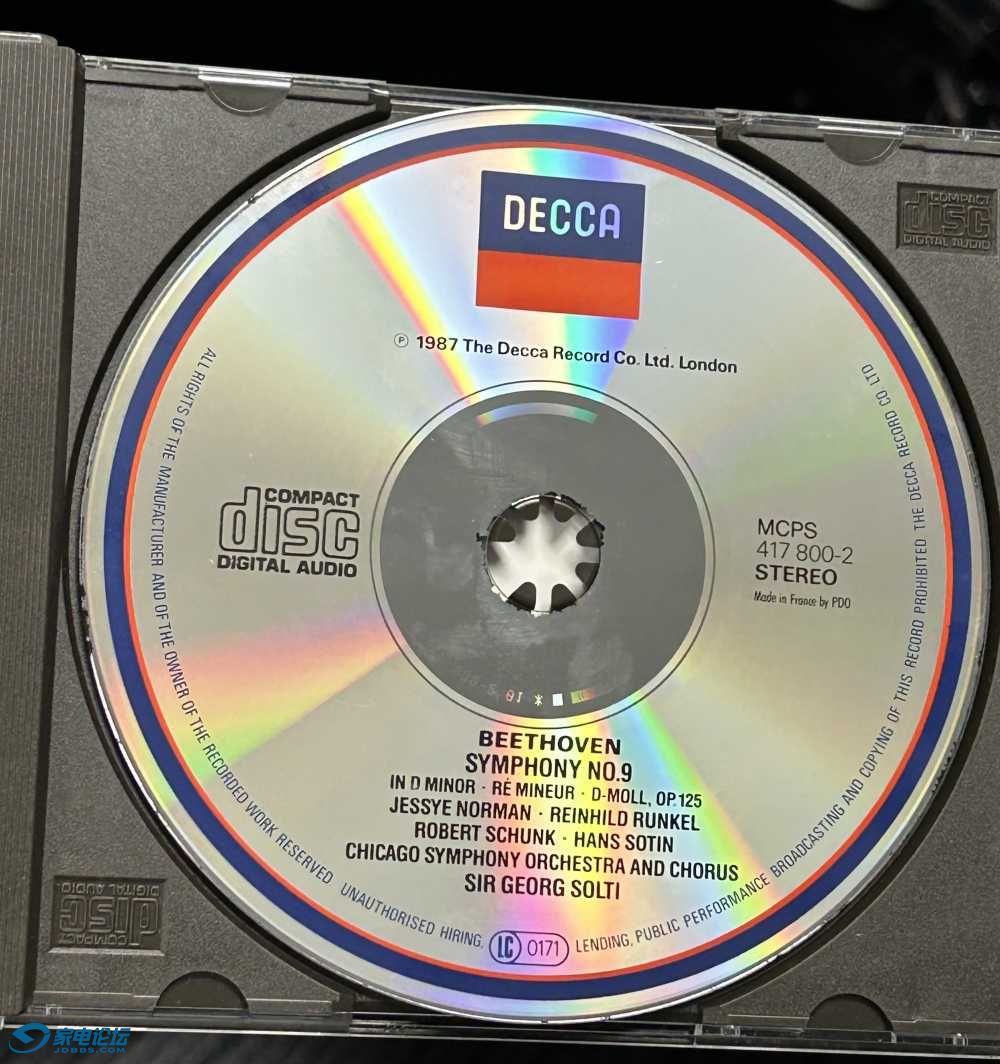 DECCA
℗ 1987 The Decca Record Co. Ltd. London
COMPACT
disc
DIGITAL AUDIO
MCPS
417 800-2
STEREO
Made in France by PDO
BEETHOVEN
SYMPHONY NO.9
IN D MINOR · RÉ MINEUR · D-MOLL, OP.125
JESSYE NORMAN · REINHILD RUNKEL
ROBERT SCHUNK · HANS SOTIN
CHICAGO SYMPHONY ORCHESTRA AND CHORUS
SIR GEORG SOLTI
ALL RIGHTS OF THE MANUFACTURER AND OF THE OWNER OF THE RECORDED WORK RESERVED UNAUTHORISED HIRING, LENDING, PUBLIC PERFORMANCE BROADCASTING AND COPYING OF THIS RECORD PROHIBITED THE DECCA RECORD CO. LTD
LC 0171
COMPACT
disc
DIGITAL AUDIO
COMPACT
disc
DIGITAL AUDIO
家电论坛
JDBBS.COM